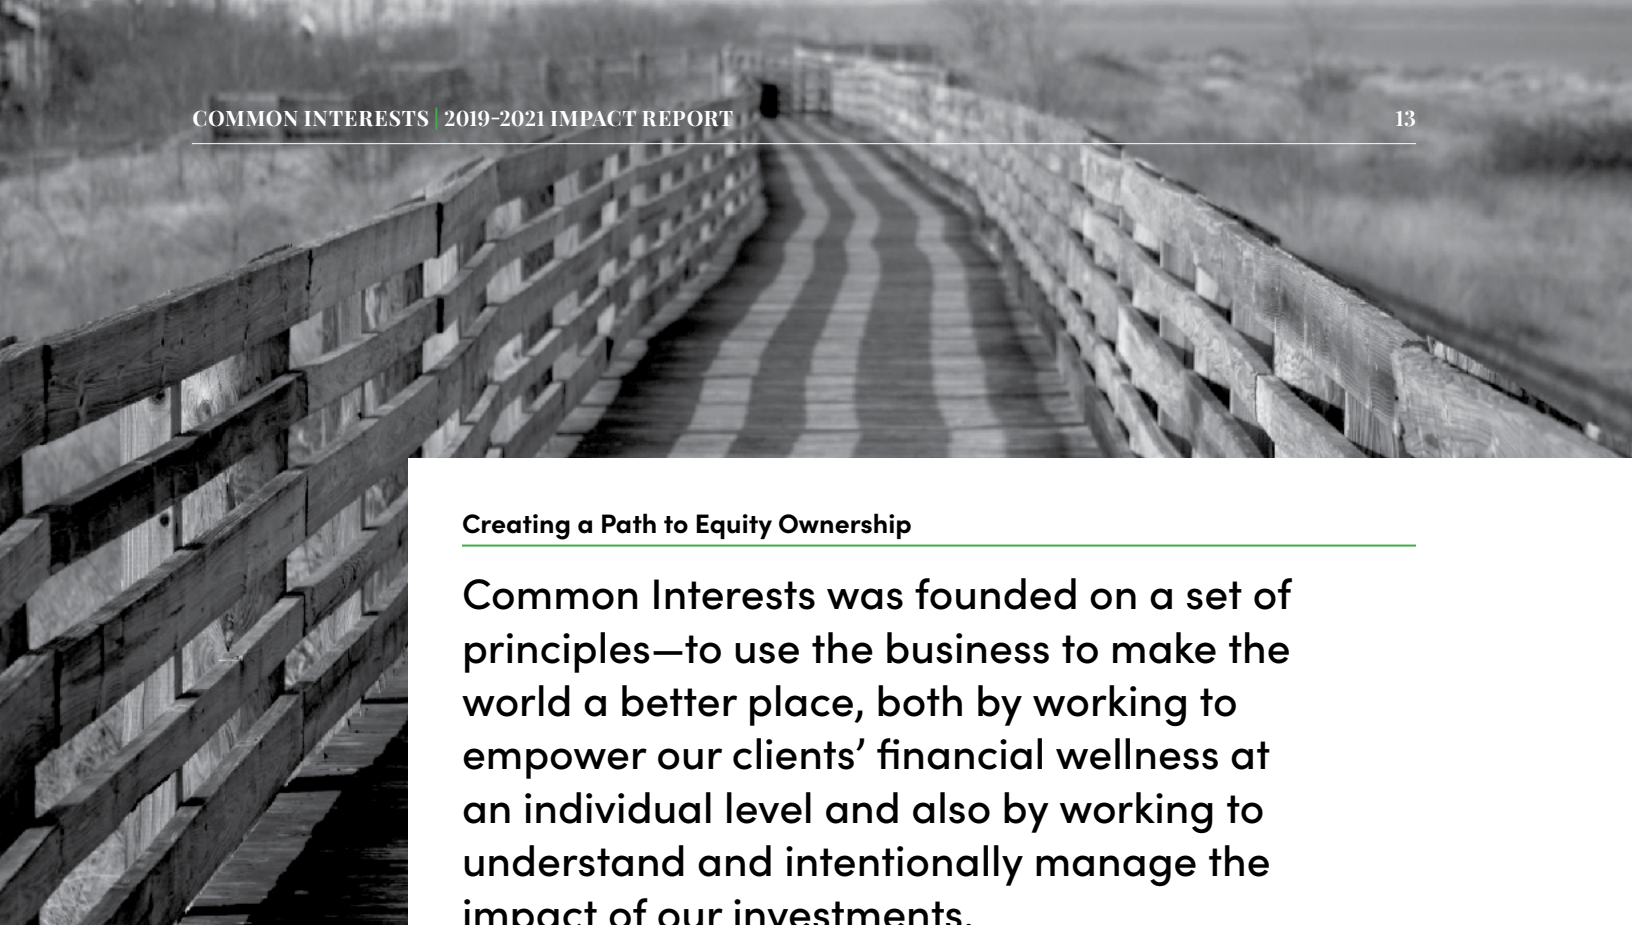 COMMON INTERESTS | 2019-2021 IMPACT REPORT
13
Creating a Path to Equity Ownership
Common Interests was founded on a set of
principles—to use the business to make the
world a better place, both by working to
empower our clients’ financial wellness at
an individual level and also by working to
understand and intentionally manage the
impact of our investments.